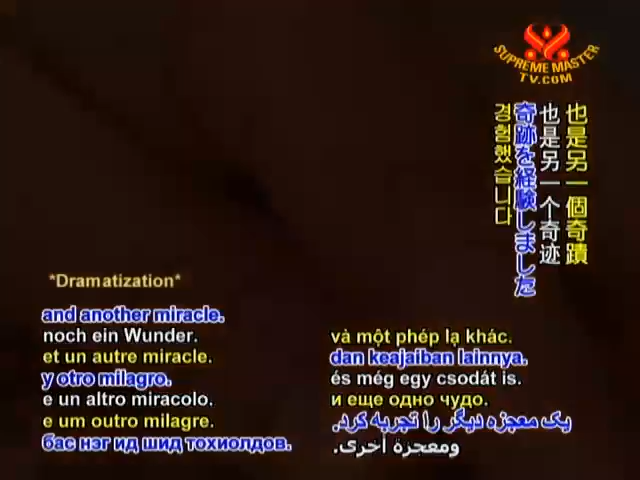 SUPREME MASTER
TV.COM
也是另一個奇蹟
也是另一个奇迹
奇跡を経験しました
경험했습니다
*Dramatization*
and another miracle.
noch ein Wunder.
et un autre miracle.
y otro milagro.
e un altro miracolo.
e um outro milagre.
бас нэг ид шид тохиолдов.
và một phép lạ khác.
dan keajaiban lainnya.
és még egy csodát is.
и еще одно чудо.
یک معجزه دیگر را تجربه کرد.
ومعجزة أخرى.